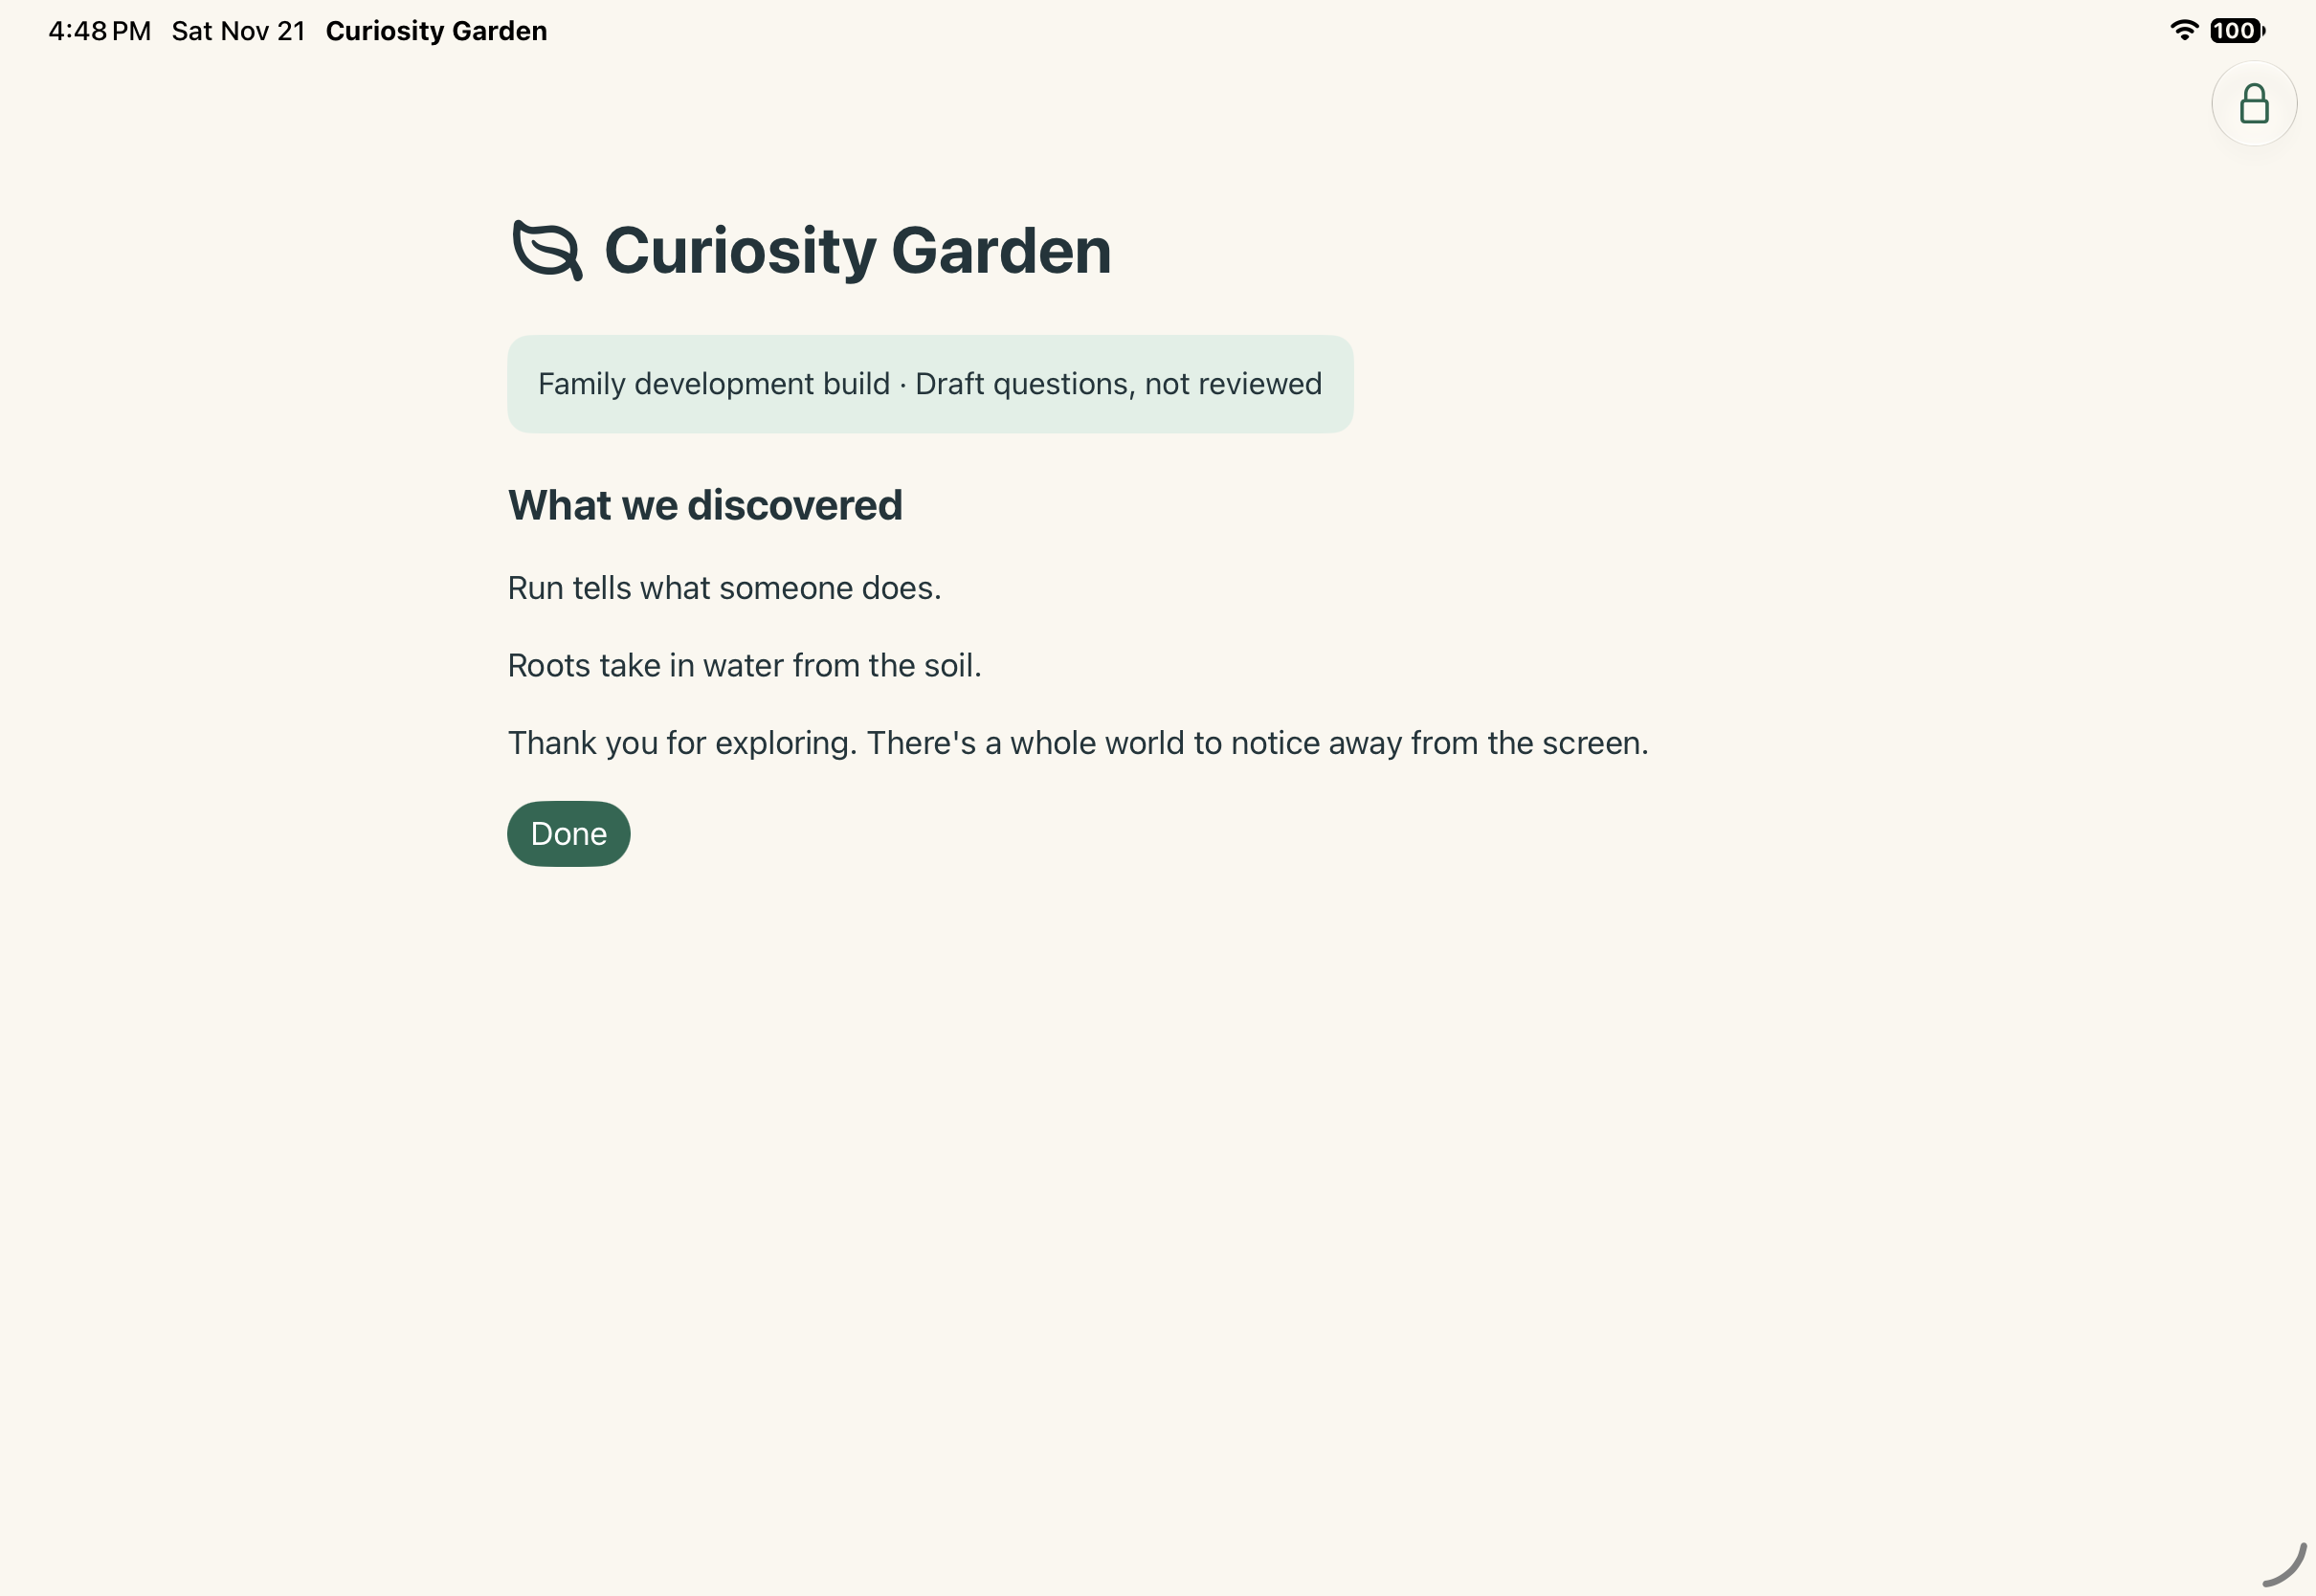 4:48 PM Sat Nov 21 Curiosity Garden 100
Curiosity Garden
Family development build · Draft questions, not reviewed
What we discovered
Run tells what someone does.
Roots take in water from the soil.
Thank you for exploring. There's a whole world to notice away from the screen.
Done